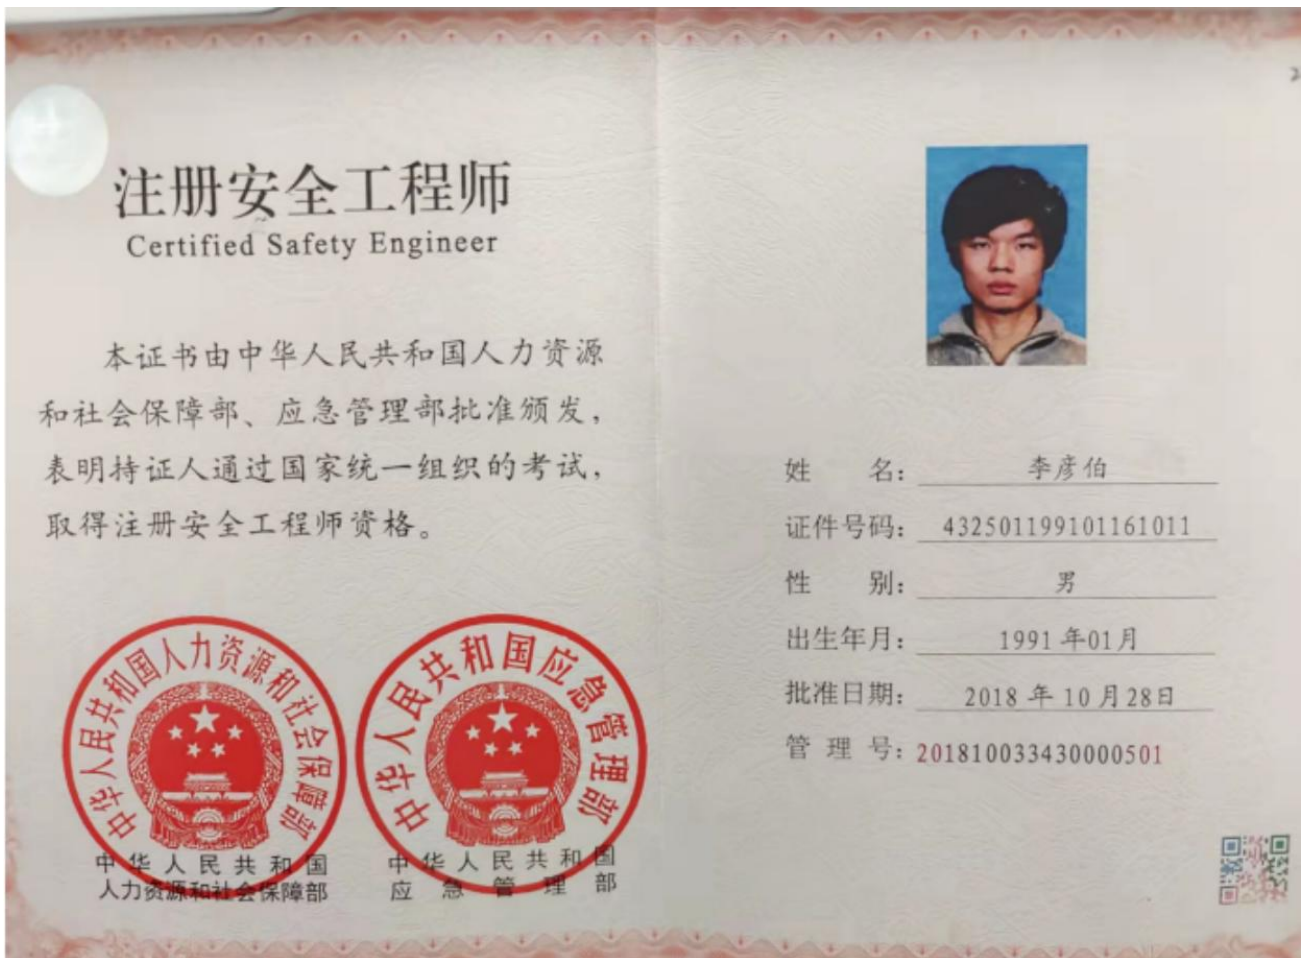 注册安全工程师
Certified Safety Engineer
本证书由中华人民共和国人力资源
和社会保障部、应急管理部批准颁发，
表明持证人通过国家统一组织的考试，
取得注册安全工程师资格。
中华人民共和国人力资源和社会保障部
中华人民共和国应急管理部
中华人民共和国
人力资源和社会保障部
中华人民共和国
应急管理部
姓名：李彦伯
证件号码：432501199101161011
性别：男
出生年月：1991年01月
批准日期：2018年10月28日
管理号：201810033430000501